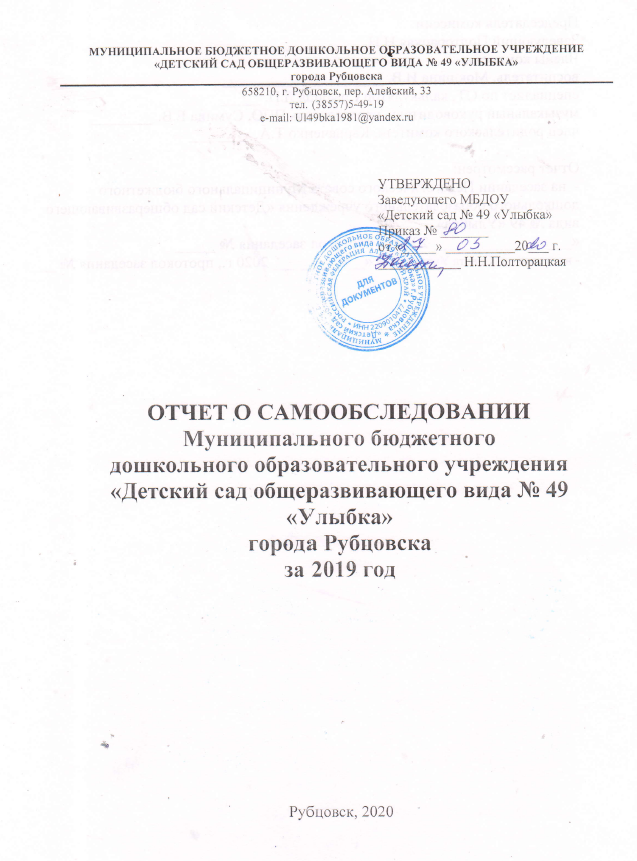 МУНИЦИПАЛЬНОЕ БЮДЖЕТНОЕ ДОШКОЛЬНОЕ ОБРАЗОВАТЕЛЬНОЕ УЧРЕЖДЕНИЕ
«ДЕТСКИЙ САД ОБЩЕРАЗВИВАЮЩЕГО ВИДА № 49 «УЛЫБКА»
города Рубцовска
658210, г. Рубцовск, пер. Алейский, 33
тел. (38557)5-49-19
e-mail: Ul49bka1981@yandex.ru
УТВЕРЖДЕНО
Заведующего МБДОУ
«Детский сад № 49 «Улыбка»
Приказ №
от « » 03 2020 г.
Н.Н.Полторацкая
ДЛЯ
ДОКУМЕНТОВ
ИНН 2209010477
ОТЧЕТ О САМООБСЛЕДОВАНИИ
Муниципального бюджетного
дошкольного образовательного учреждения
«Детский сад общеразвивающего вида № 49
«Улыбка»
города Рубцовска
за 2019 год
Рубцовск, 2020